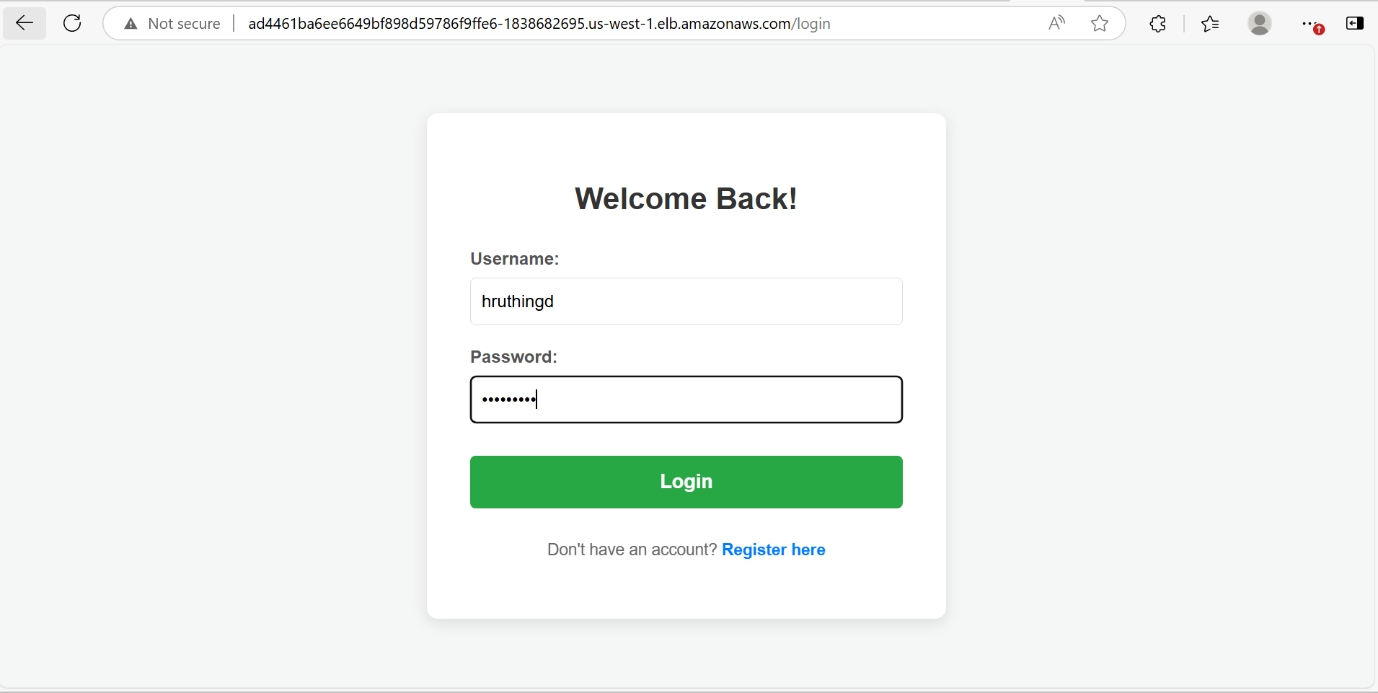 Not secure ad4461ba6ee6649bf898d59786f9ffe6-1838682695.us-west-1.elb.amazonaws.com/login
Welcome Back!
Username:
hruthingd
Password:
•••••••••
Login
Don't have an account? Register here